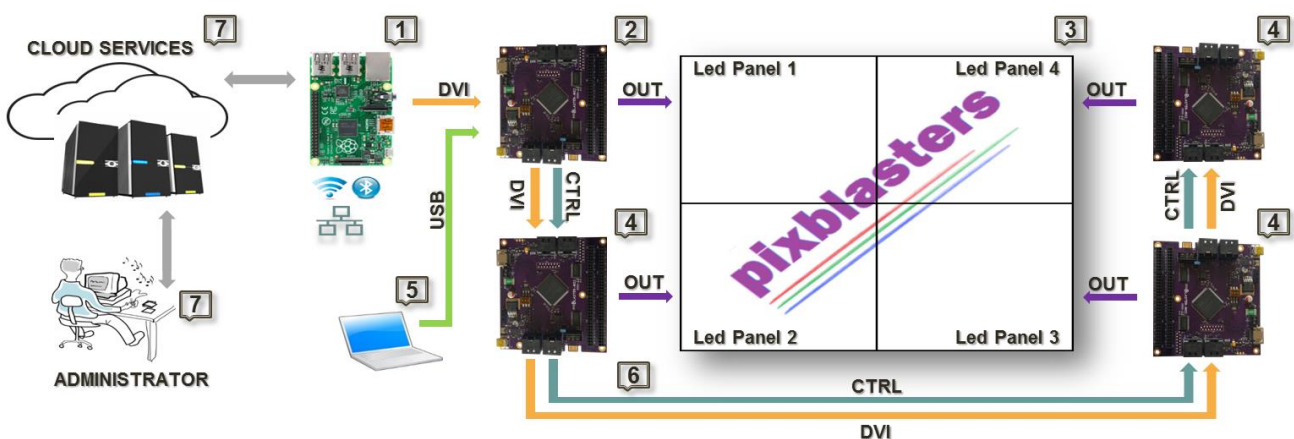 CLOUD SERVICES
7
1
2
3
4
DVI
OUT
Led Panel 1
Led Panel 4
OUT
pixblasters
USB
DVI
CTRL
CTRL
DVI
4
4
5
7
OUT
OUT
Led Panel 2
Led Panel 3
ADMINISTRATOR
6
CTRL
DVI